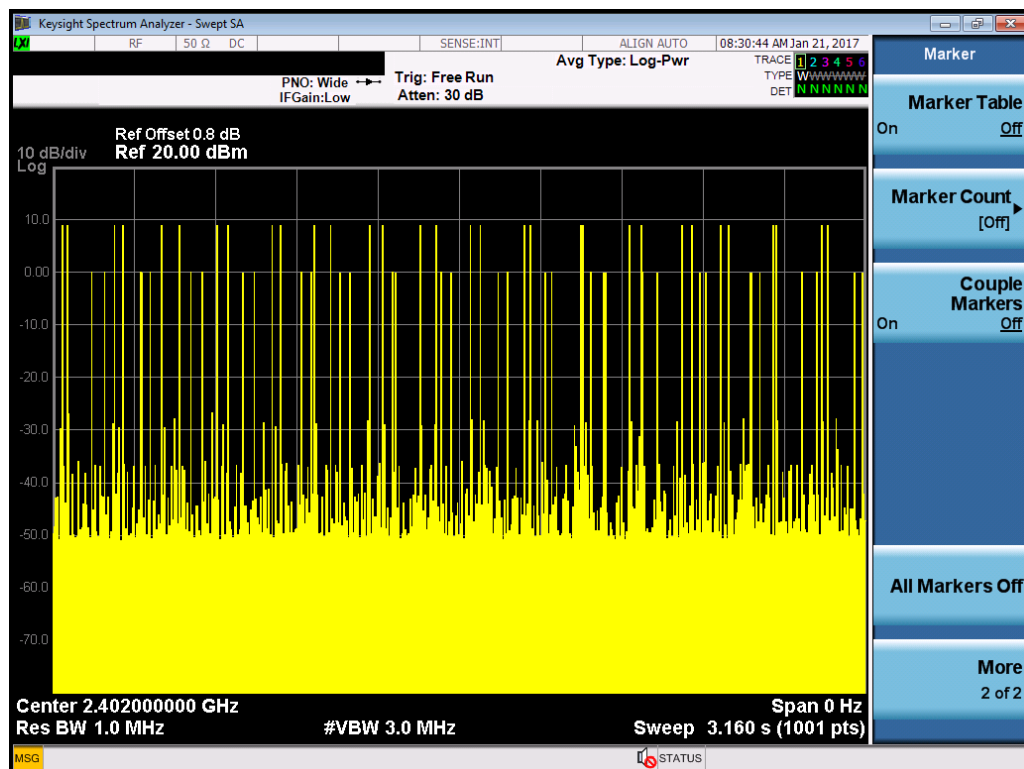 Keysight Spectrum Analyzer - Swept SA
LXI RF 50 Ω DC SENSE:INT ALIGN AUTO 08:30:44 AM Jan 21, 2017
Marker
PNO: Wide
IFGain:Low
Trig: Free Run
Atten: 30 dB
Avg Type: Log-Pwr
TRACE 1 2 3 4 5 6
TYPE WWWWWWW
DET N N N N N N
Marker Table
On Off
Marker Count
[Off]
Couple
Markers
On Off
All Markers Off
More
2 of 2
Ref Offset 0.8 dB
10 dB/div Ref 20.00 dBm
Log
10.0
0.00
-10.0
-20.0
-30.0
-40.0
-50.0
-60.0
-70.0
Center 2.402000000 GHz Span 0 Hz
Res BW 1.0 MHz #VBW 3.0 MHz Sweep 3.160 s (1001 pts)
MSG STATUS